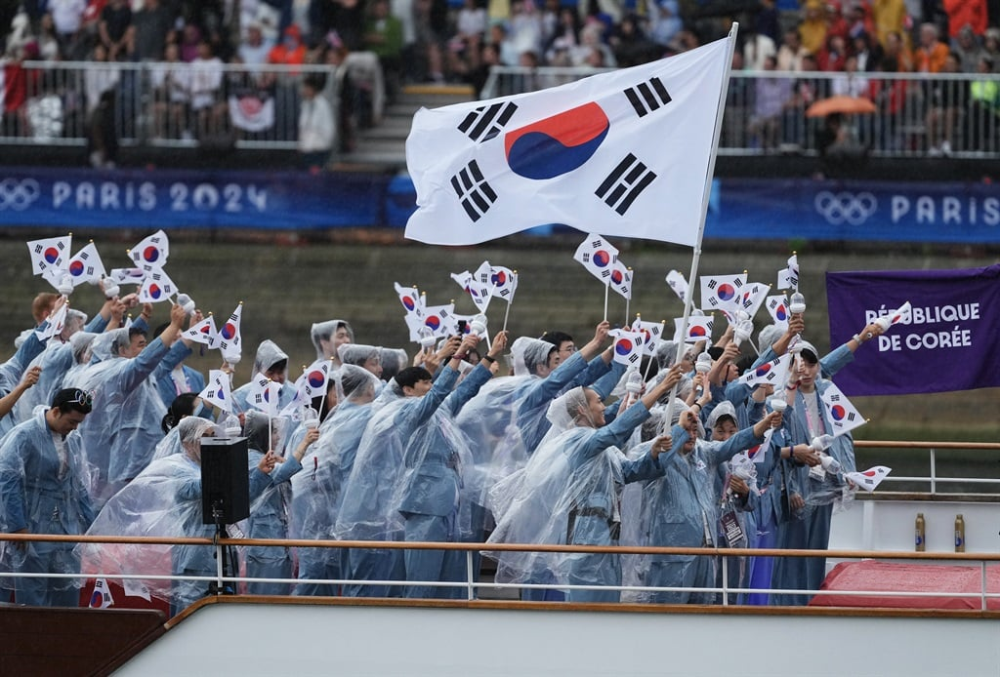 PARIS 2024
PARIS
RÉPUBLIQUE
DE CORÉE